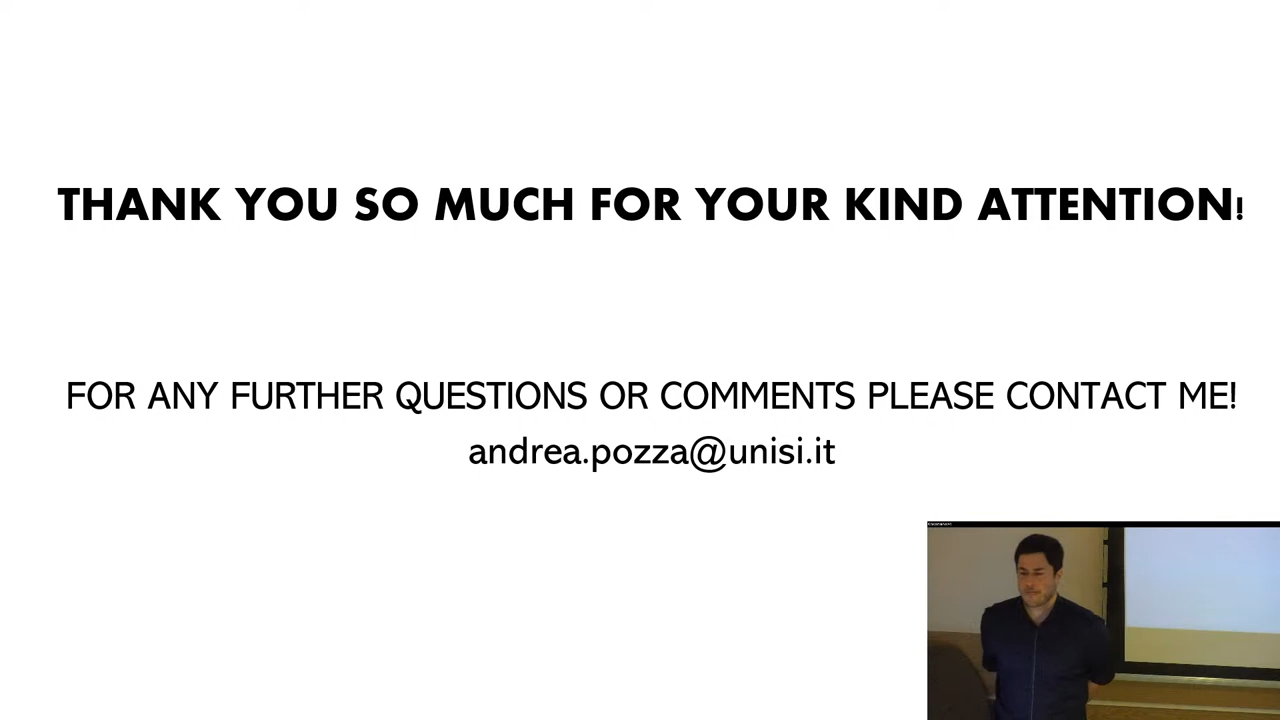 THANK YOU SO MUCH FOR YOUR KIND ATTENTION!
FOR ANY FURTHER QUESTIONS OR COMMENTS PLEASE CONTACT ME!
andrea.pozza@unisi.it